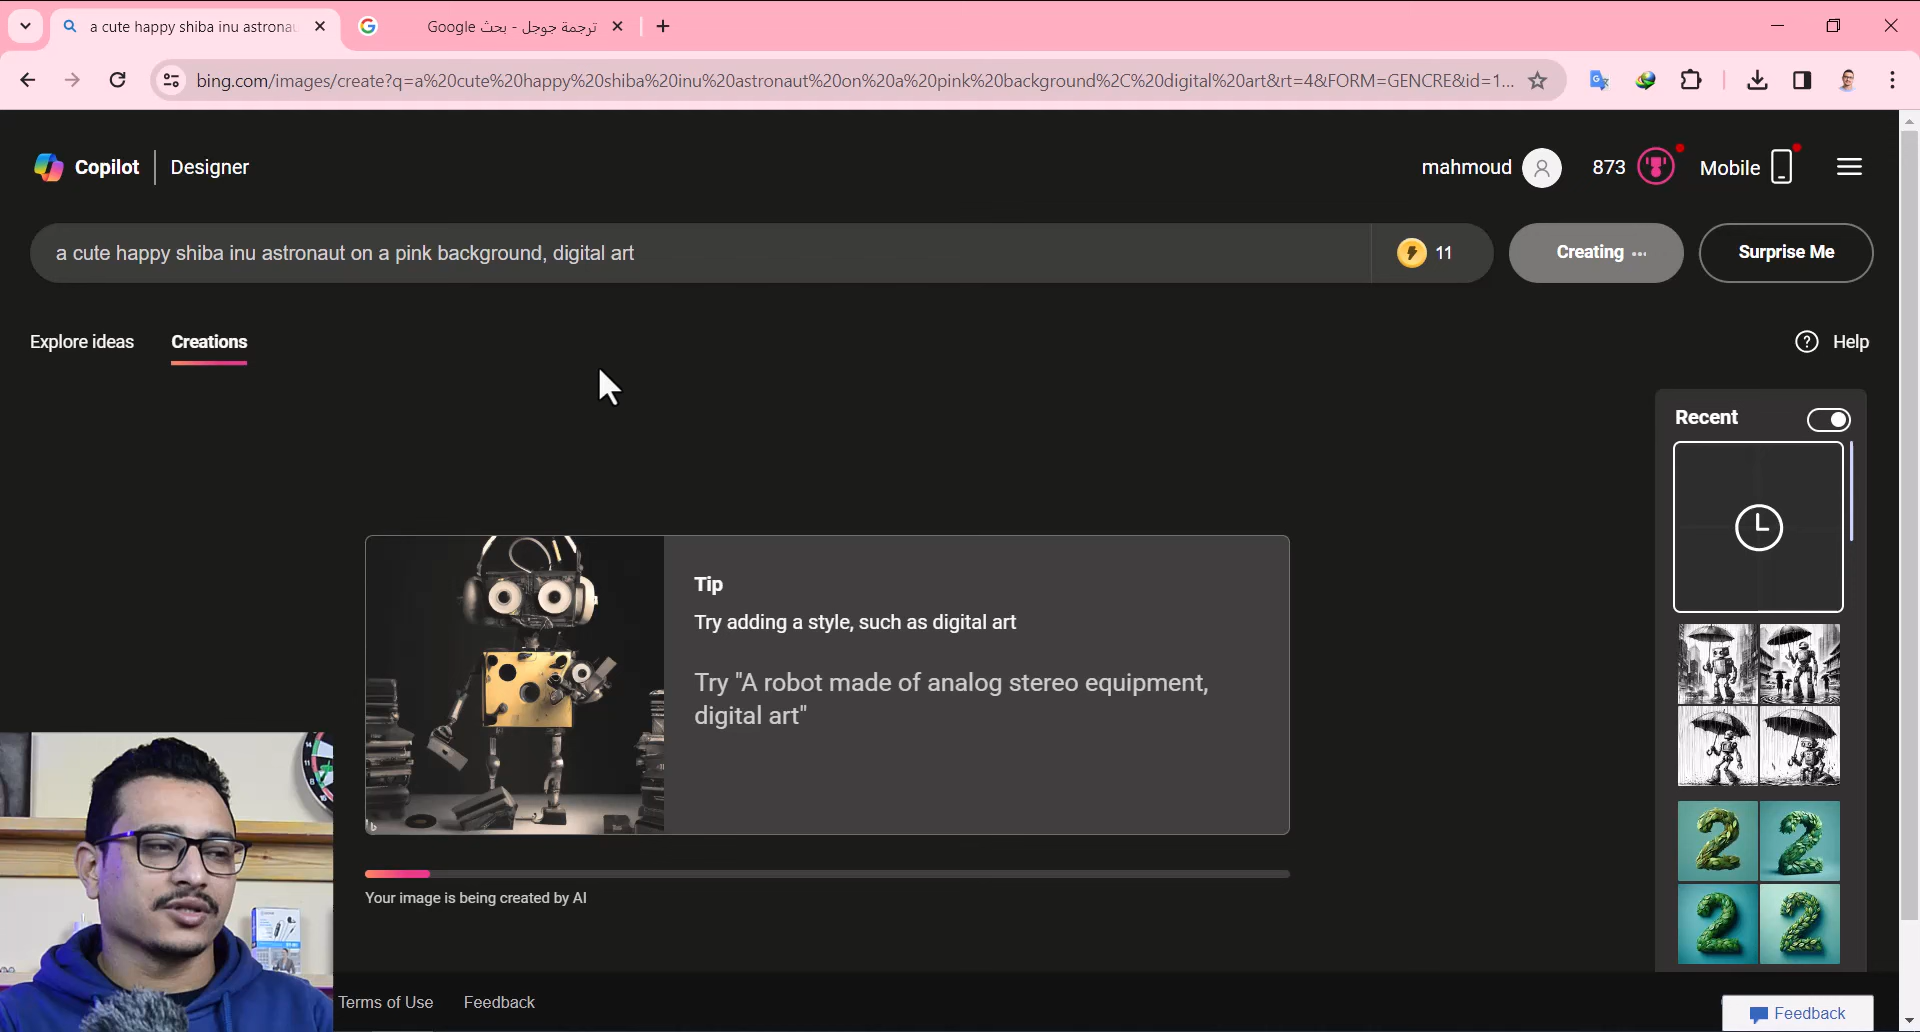 a cute happy shiba inu astronau
ترجمة جوجل - بحث Google
bing.com/images/create?q=a%20cute%20happy%20shiba%20inu%20astronaut%20on%20a%20pink%20background%2C%20digital%20art&rt=4&FORM=GENCRE&id=1...
Copilot
Designer
mahmoud
873
Mobile
a cute happy shiba inu astronaut on a pink background, digital art
11
Creating ...
Surprise Me
Explore ideas
Creations
Help
Recent
Tip
Try adding a style, such as digital art
Try "A robot made of analog stereo equipment,
digital art"
Your image is being created by AI
Terms of Use
Feedback
Feedback